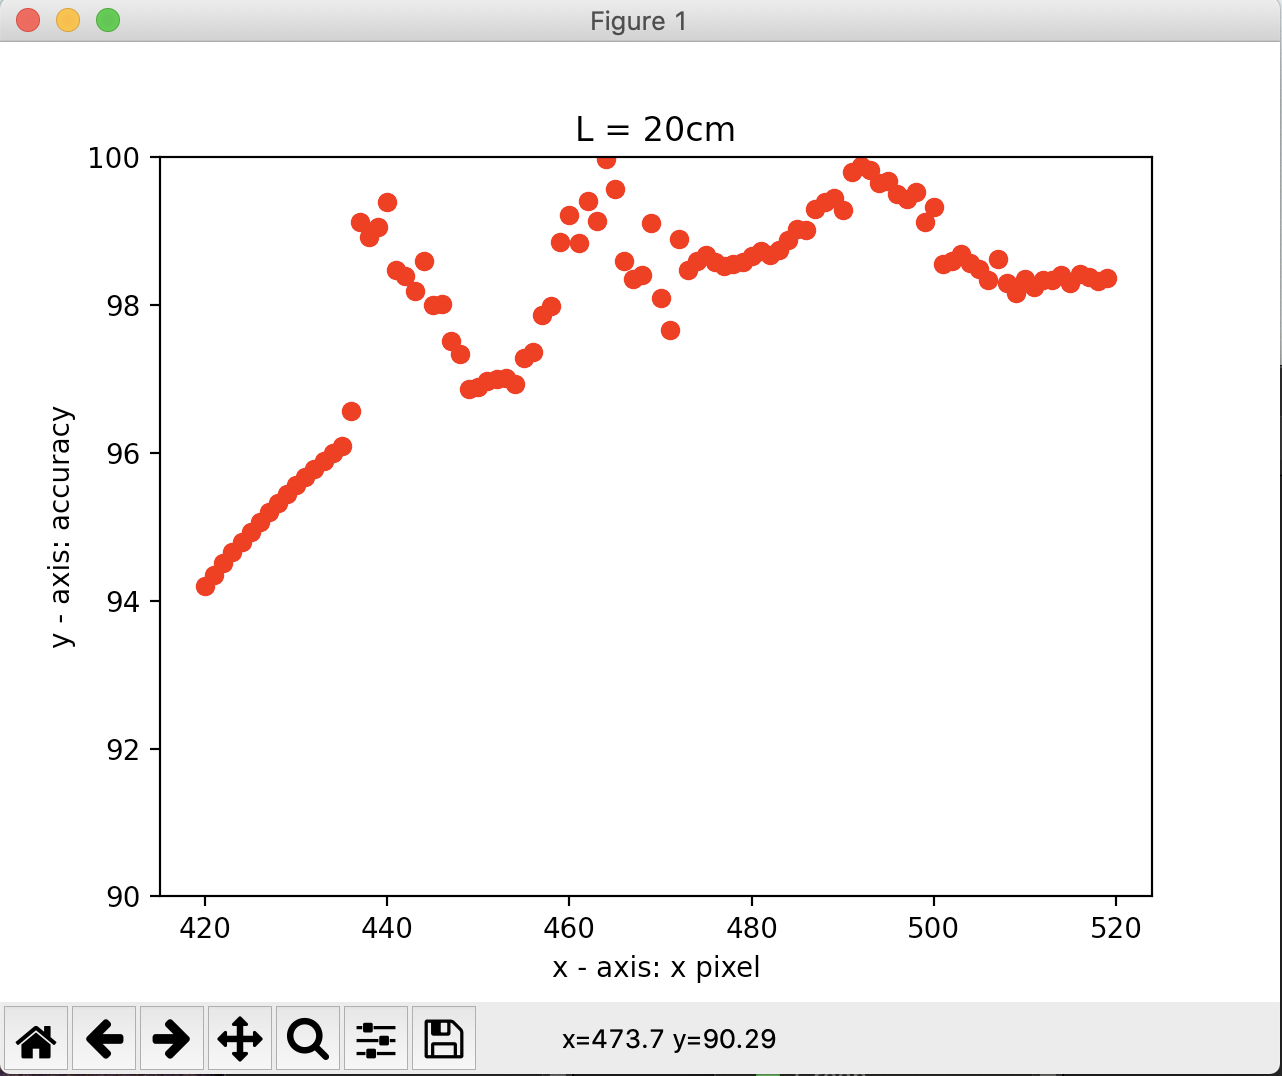 Figure 1
L = 20cm
100
98
96
94
92
90
y - axis: accuracy
420 440 460 480 500 520
x - axis: x pixel
x=473.7 y=90.29